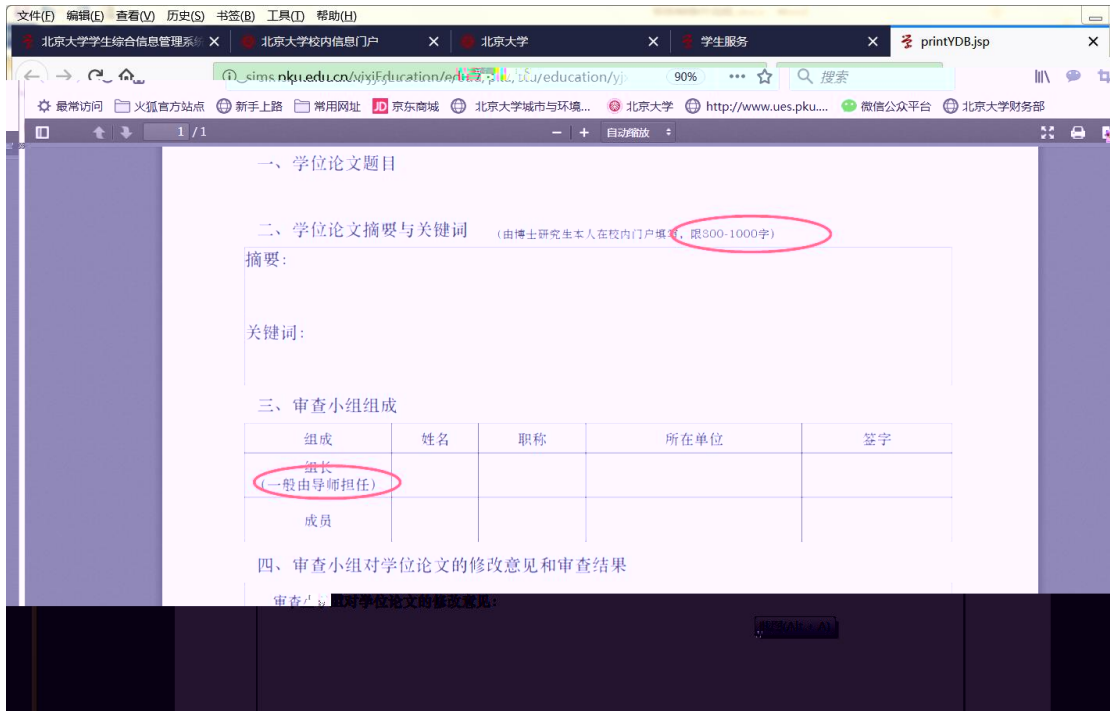 文件(F) 编辑(E) 查看(V) 历史(S) 书签(B) 工具(T) 帮助(H)
北京大学学生综合信息管理系统 × 北京大学校内信息门户 × 北京大学 × 学生服务 × printYDB.jsp ×
sims.pku.edu.cn 90% 搜索
最常访问 火狐官方站点 新手上路 常用网址 JD 京东商城 北京大学城市与环境... 北京大学 http://www.ues.pku.... 微信公众平台 北京大学财务部
1 / 1 自动缩放
一、学位论文题目
二、学位论文摘要与关键词 (由博士研究生本人在校内门户填写,限800-1000字)
摘要:
关键词:
三、审查小组组成
组成 姓名 职称 所在单位 签字
组长
(一般由导师担任)
成员
四、审查小组对学位论文的修改意见和审查结果
审查小组对学位论文的修改意见: